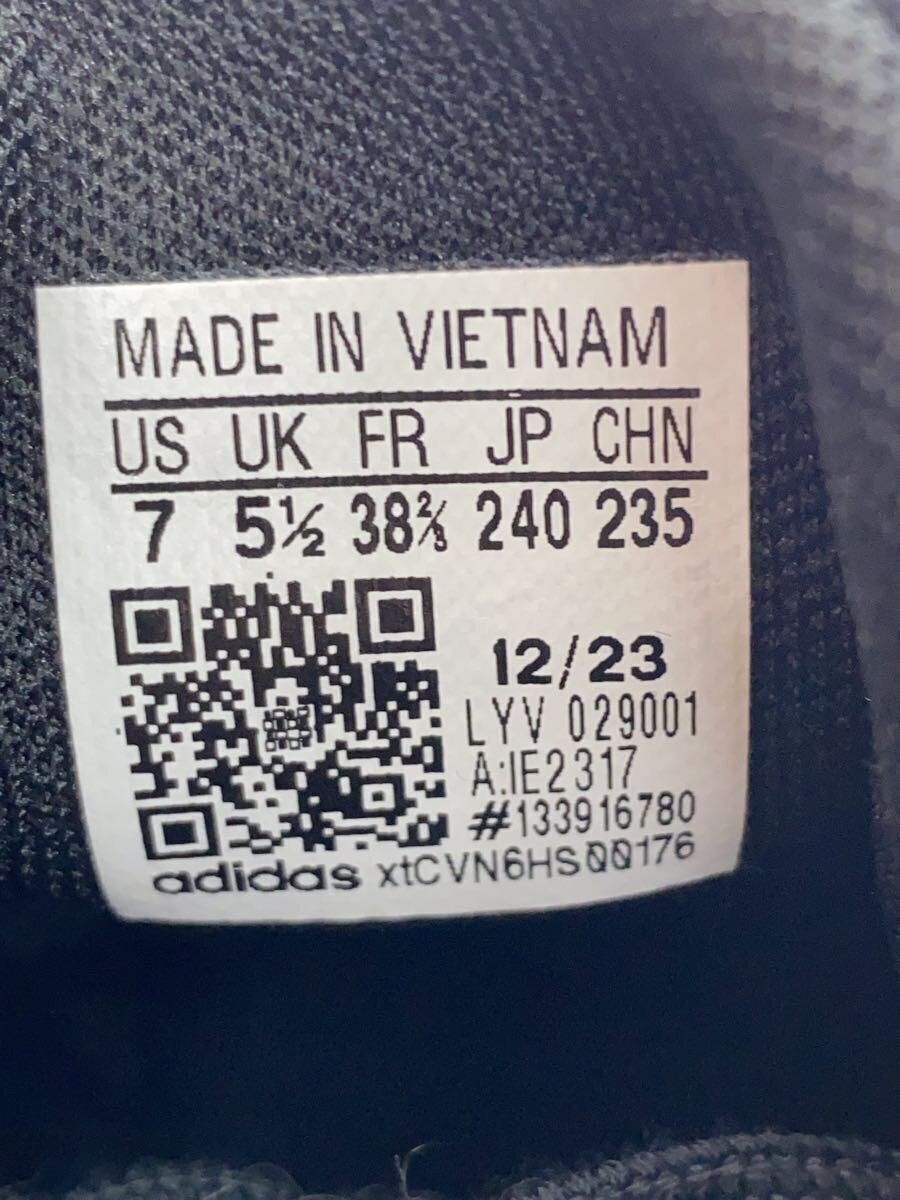 MADE IN VIETNAM
US UK FR JP CHN
7 5½ 38⅔ 240 235
12/23
LYV 029001
A:IE2317
#133916780
adidas xtCVN6HS00176